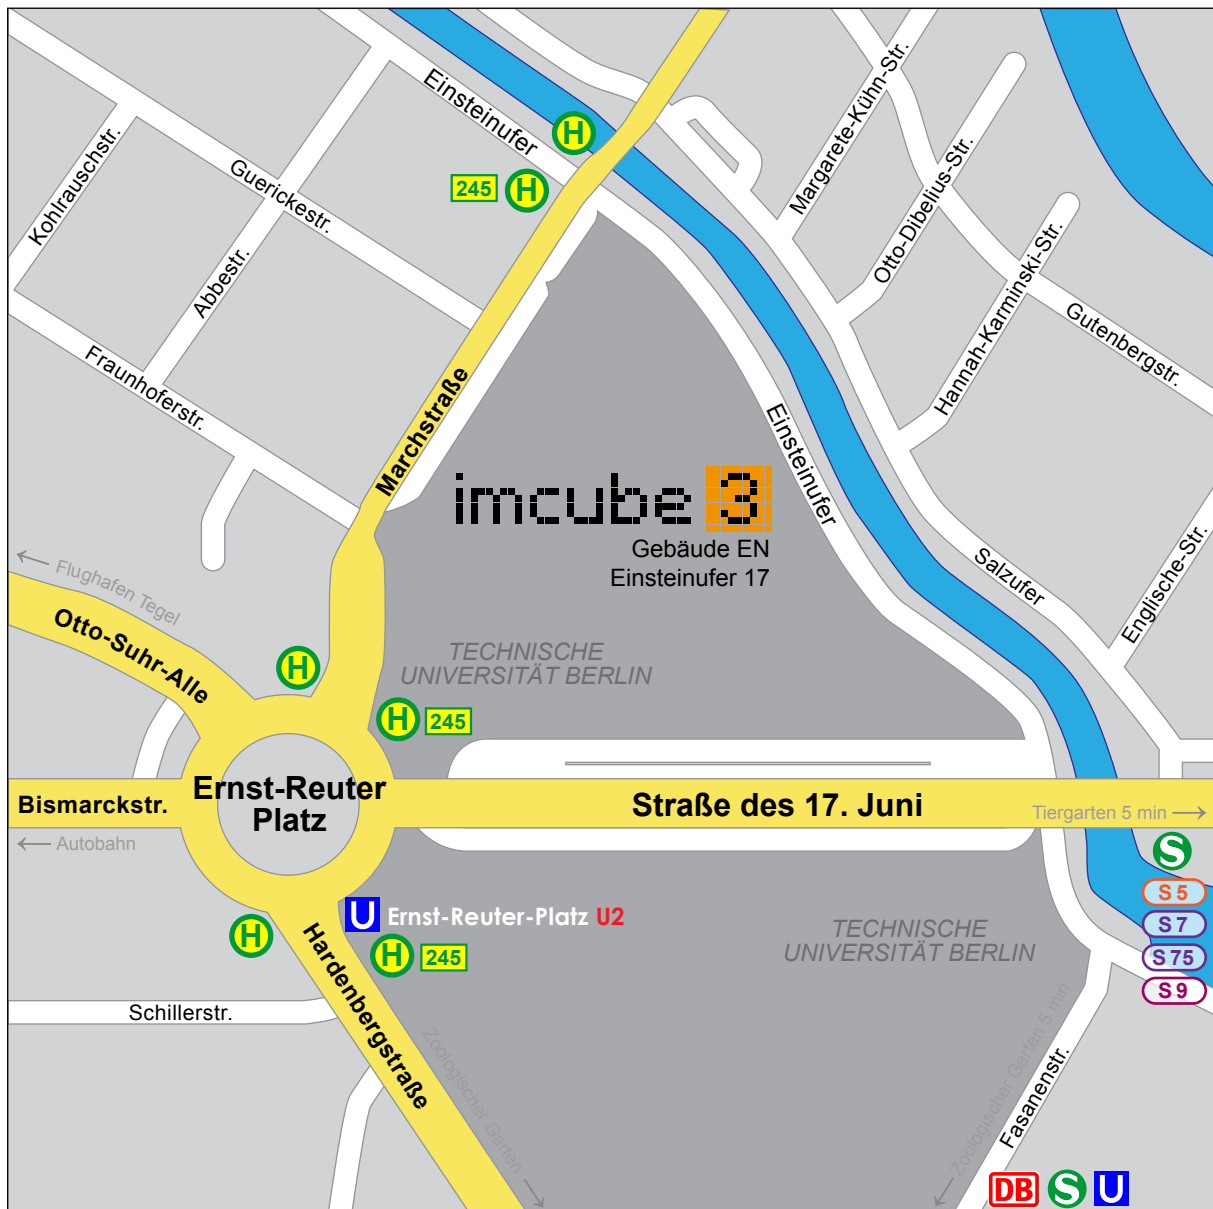 Einsteinufer
H
245
H
Margarete-Kühn-Str.
Otto-Dibelius-Str.
Hannah-Karminski-Str.
Gutenbergstr.
Kohlrauschstr.
Guerickestr.
Abbestr.
Fraunhoferstr.
Marchstraße
Einsteinufer
imcube 3
Gebäude EN
Einsteinufer 17
Salzufer
Englische-Str.
Flughafen Tegel
Otto-Suhr-Alle
TECHNISCHE
UNIVERSITÄT BERLIN
H
H
245
Ernst-Reuter
Platz
Bismarckstr.
Straße des 17. Juni
Tiergarten 5 min
Autobahn
S
S 5
S 7
S 75
S 9
U Ernst-Reuter-Platz U2
H
H
245
TECHNISCHE
UNIVERSITÄT BERLIN
Schillerstr.
Hardenbergstraße
Zoologischer Garten
Zoologischer Garten 5 min
Fasanenstr.
DB S U